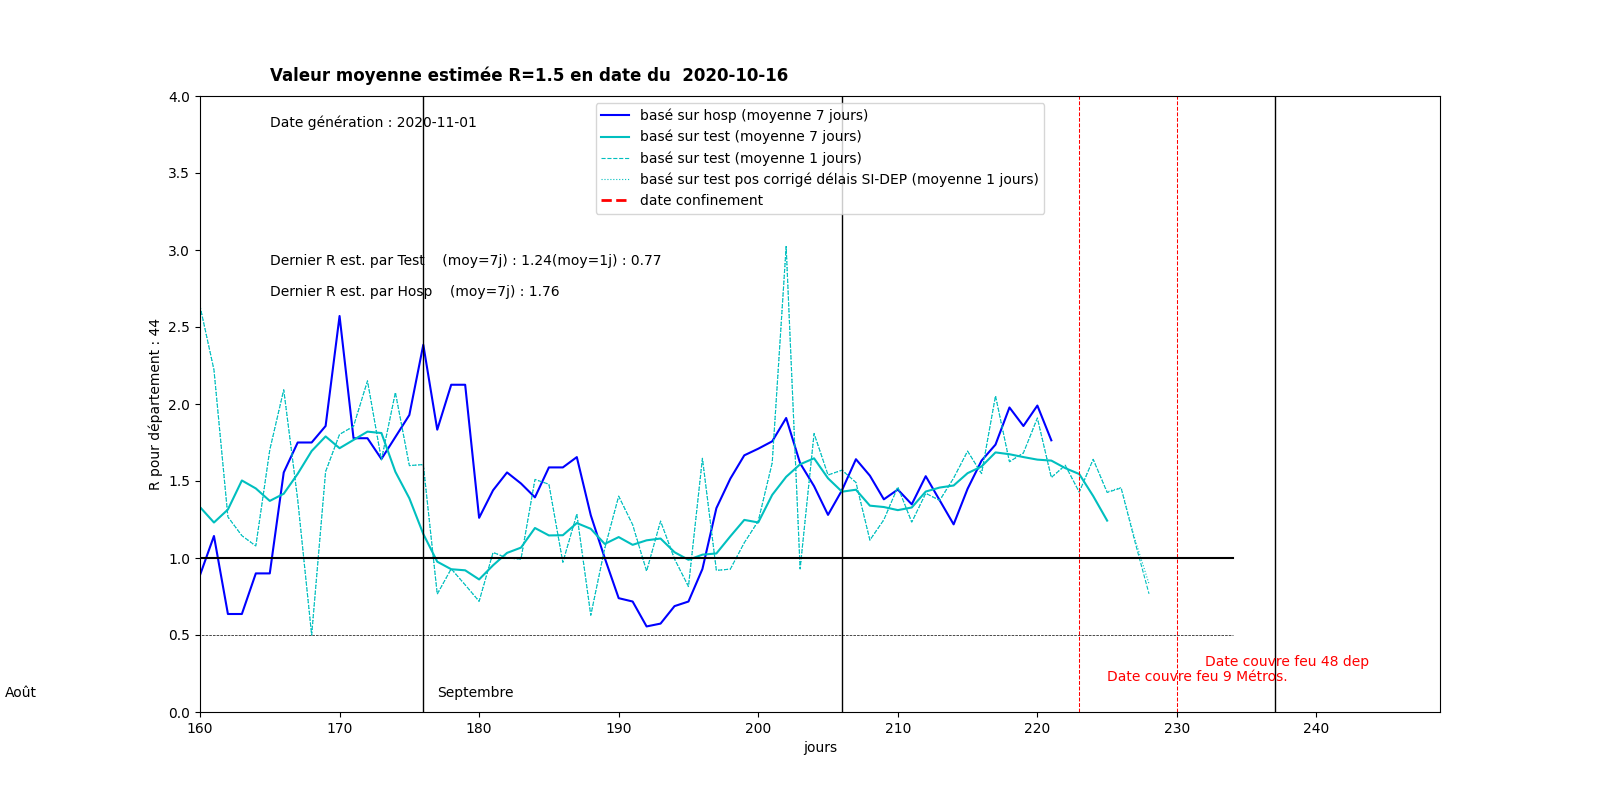 Valeur moyenne estimée R=1.5 en date du  2020-10-16
4.0
Date génération : 2020-11-01
basé sur hosp (moyenne 7 jours)
basé sur test (moyenne 7 jours)
basé sur test (moyenne 1 jours)
basé sur test pos corrigé délais SI-DEP (moyenne 1 jours)
date confinement
3.5
3.0
Dernier R est. par Test    (moy=7j) : 1.24(moy=1j) : 0.77
Dernier R est. par Hosp    (moy=7j) : 1.76
2.5
R pour département : 44
2.0
1.5
1.0
0.5
Date couvre feu 48 dep
Date couvre feu 9 Métros.
Août
Septembre
0.0
160 170 180 190 200 210 220 230 240
jours